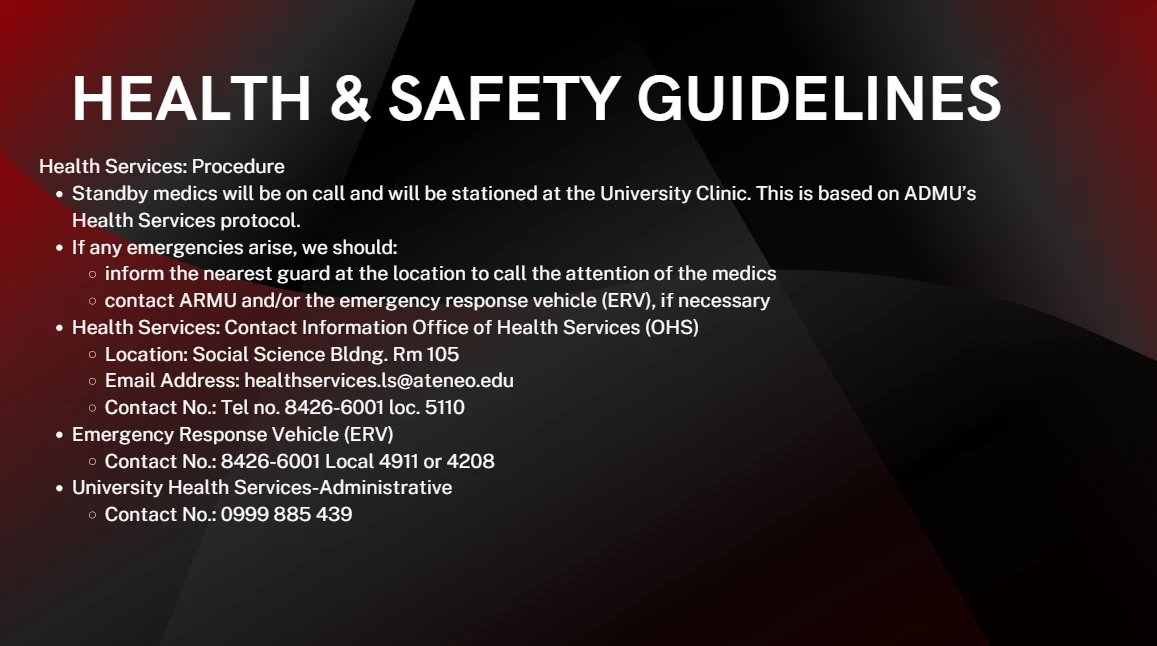 HEALTH & SAFETY GUIDELINES
Health Services: Procedure
• Standby medics will be on call and will be stationed at the University Clinic. This is based on ADMU’s
Health Services protocol.
• If any emergencies arise, we should:
○ inform the nearest guard at the location to call the attention of the medics
○ contact ARMU and/or the emergency response vehicle (ERV), if necessary
• Health Services: Contact Information Office of Health Services (OHS)
○ Location: Social Science Bldng. Rm 105
○ Email Address: healthservices.ls@ateneo.edu
○ Contact No.: Tel no. 8426-6001 loc. 5110
• Emergency Response Vehicle (ERV)
○ Contact No.: 8426-6001 Local 4911 or 4208
• University Health Services-Administrative
○ Contact No.: 0999 885 439